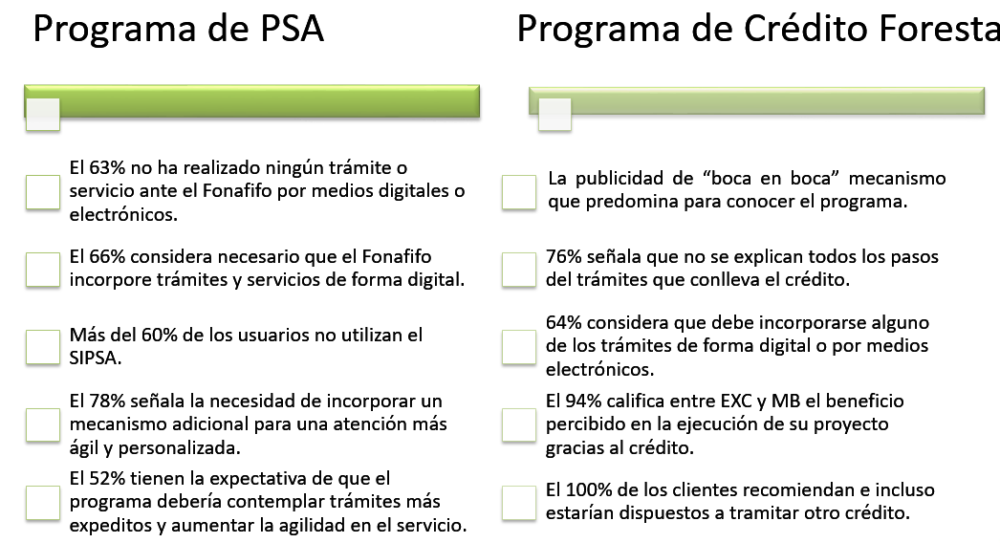 Programa de PSA
El 63% no ha realizado ningún trámite o
servicio ante el Fonafifo por medios digitales o
electrónicos.
El 66% considera necesario que el Fonafifo
incorpore trámites y servicios de forma digital.
Más del 60% de los usuarios no utilizan el
SIPSA.
El 78% señala la necesidad de incorporar un
mecanismo adicional para una atención más
ágil y personalizada.
El 52% tienen la expectativa de que el
programa debería contemplar trámites más
expeditos y aumentar la agilidad en el servicio.
Programa de Crédito Foresta
La publicidad de “boca en boca” mecanismo
que predomina para conocer el programa.
76% señala que no se explican todos los pasos
del trámites que conlleva el crédito.
64% considera que debe incorporarse alguno
de los trámites de forma digital o por medios
electrónicos.
El 94% califica entre EXC y MB el beneficio
percibido en la ejecución de su proyecto
gracias al crédito.
El 100% de los clientes recomiendan e incluso
estarían dispuestos a tramitar otro crédito.